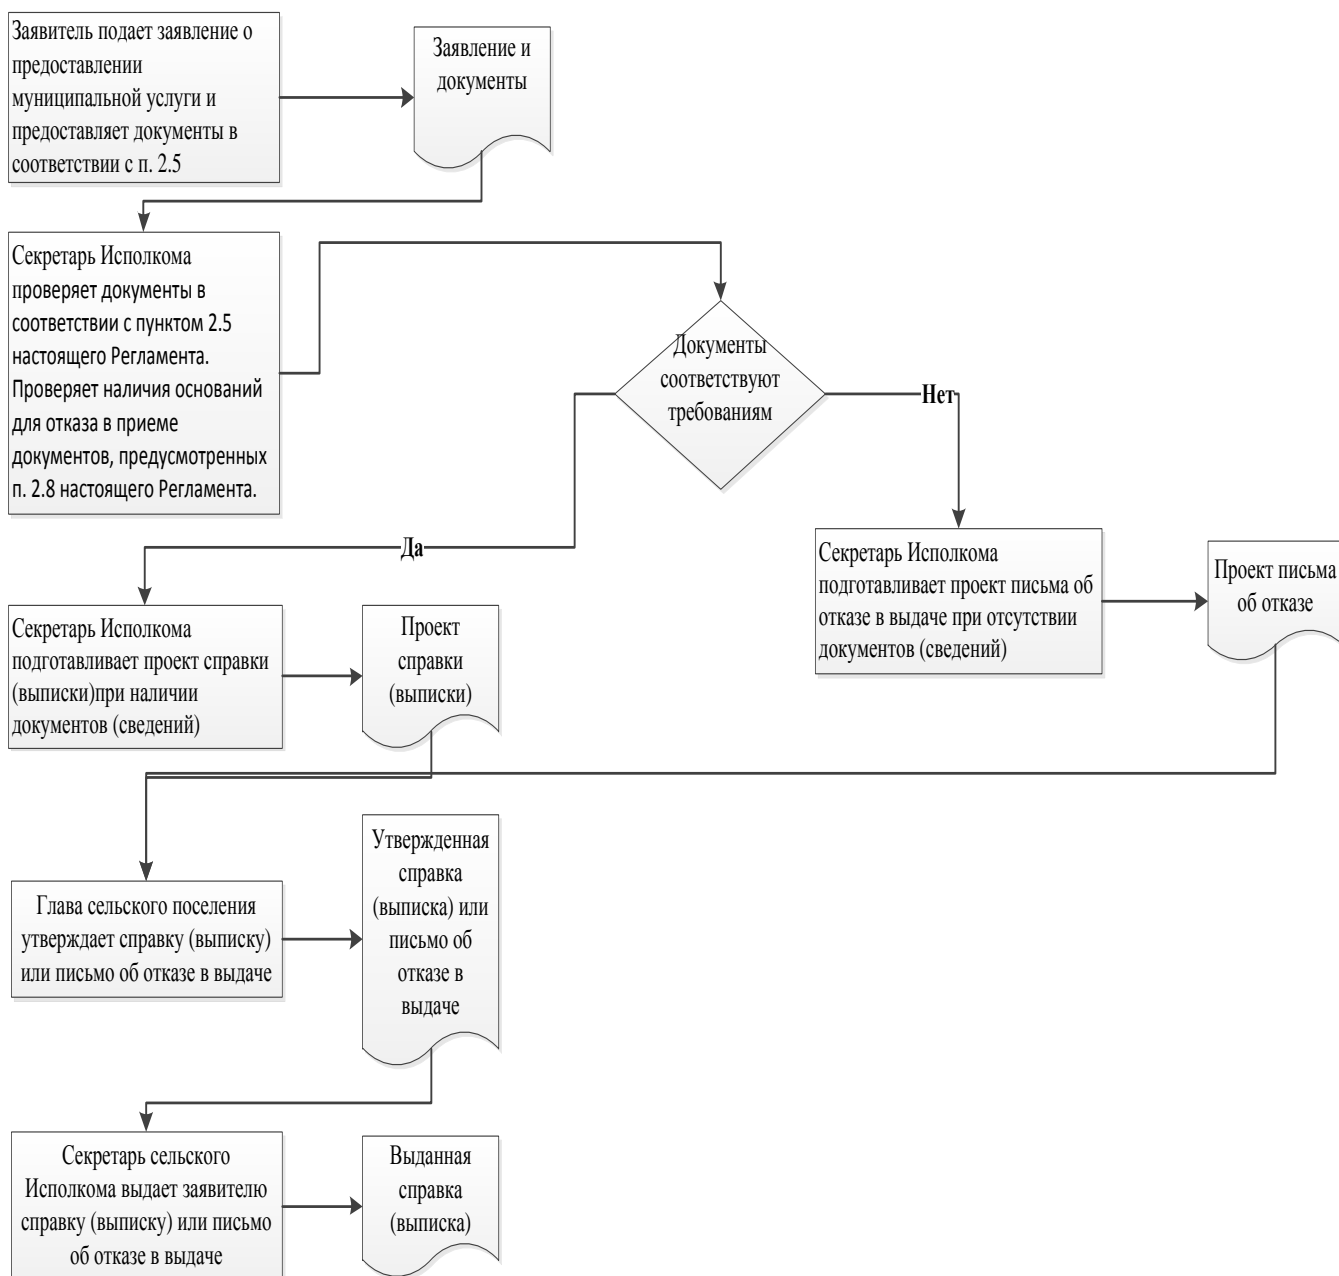 Заявитель подает заявление о
предоставлении
муниципальной услуги и
предоставляет документы в
соответствии с п. 2.5
Заявление и
документы
Секретарь Исполкома
проверяет документы в
соответствии с пунктом 2.5
настоящего Регламента.
Проверяет наличия оснований
для отказа в приеме
документов, предусмотренных
п. 2.8 настоящего Регламента.
Документы
соответствуют
требованиям
Нет
Да
Секретарь Исполкома
подготавливает проект письма об
отказе в выдаче при отсутствии
документов (сведений)
Проект письма
об отказе
Секретарь Исполкома
подготавливает проект справки
(выписки)при наличии
документов (сведений)
Проект
справки
(выписки)
Глава сельского поселения
утверждает справку (выписку)
или письмо об отказе в выдаче
Утвержденная
справка
(выписка) или
письмо об
отказе в
выдаче
Секретарь сельского
Исполкома выдает заявителю
справку (выписку) или письмо
об отказе в выдаче
Выданная
справка
(выписка)